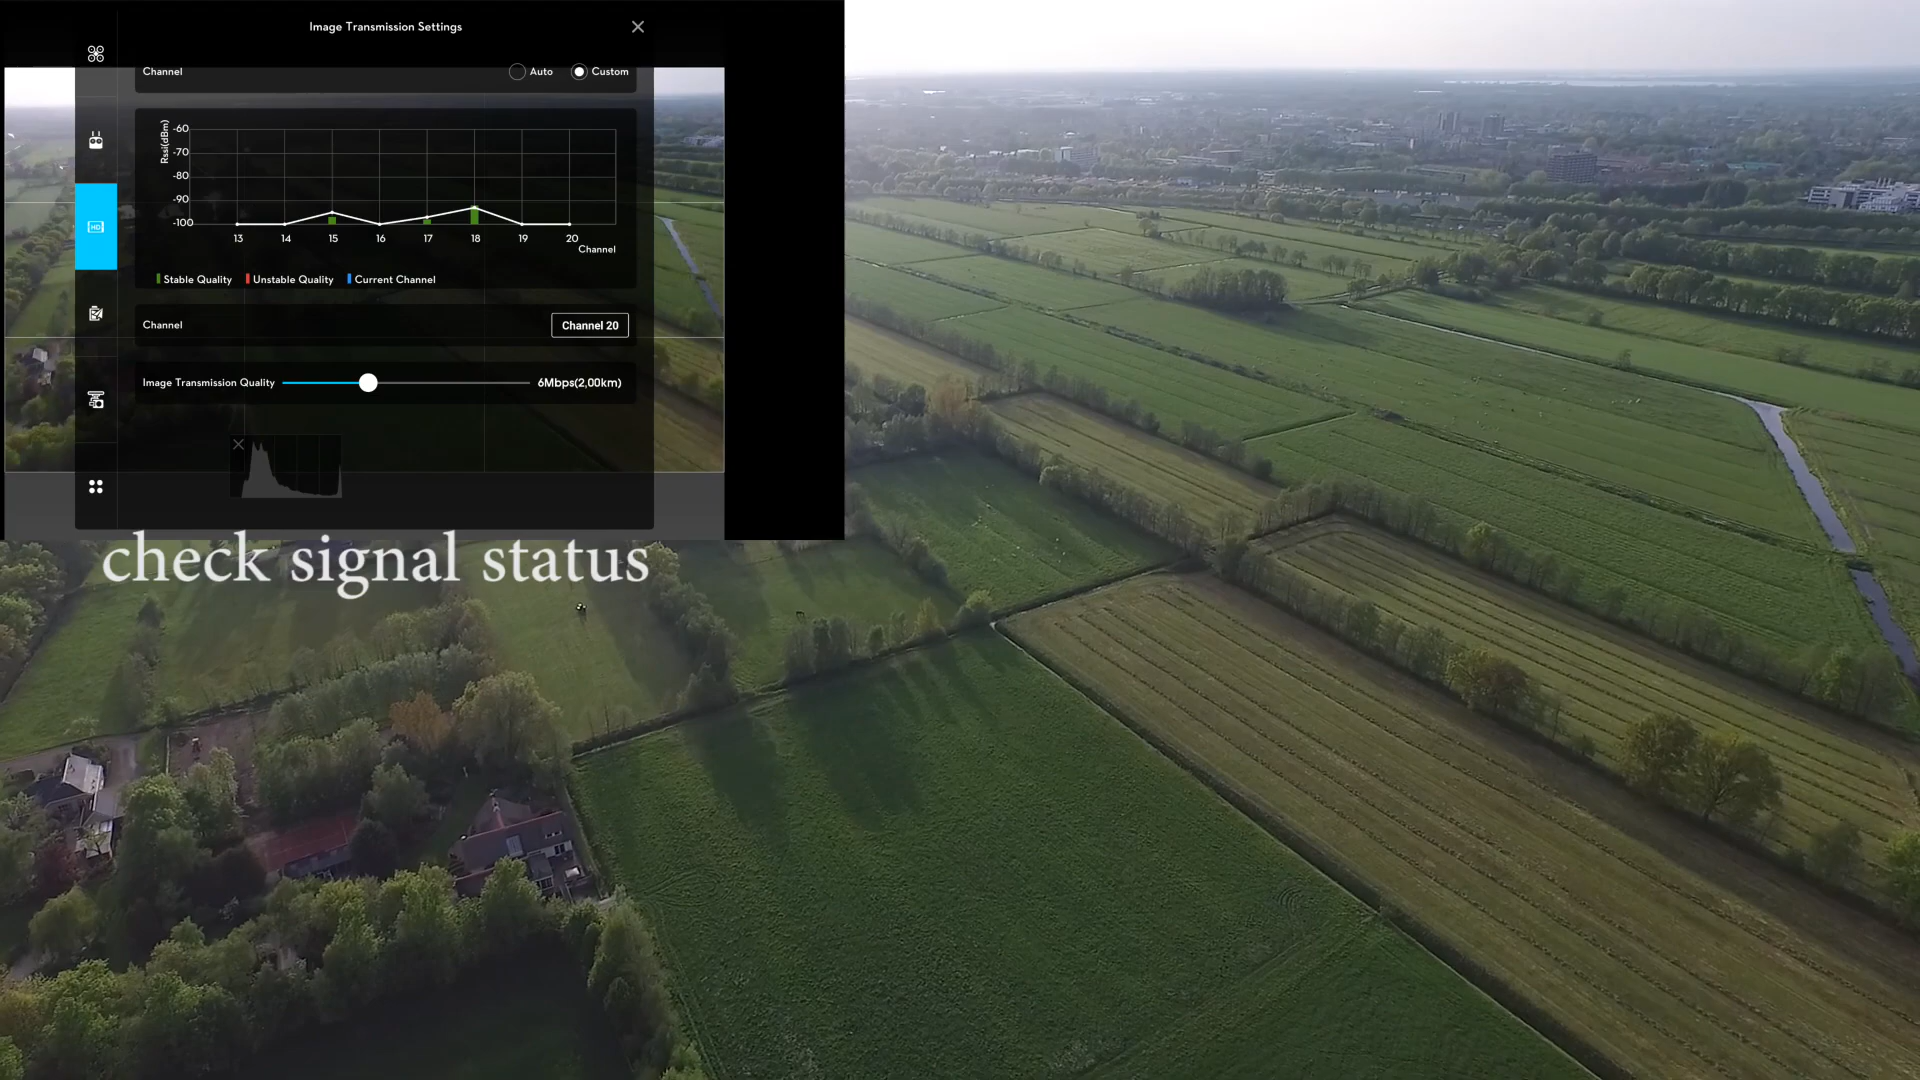 Image Transmission Settings
Channel Auto Custom
Rssi(dBm)
-60
-70
-80
-90
-100
13 14 15 16 17 18 19 20
Channel
Stable Quality Unstable Quality Current Channel
Channel Channel 20
Image Transmission Quality 6Mbps(2,00km)
HD
check signal status